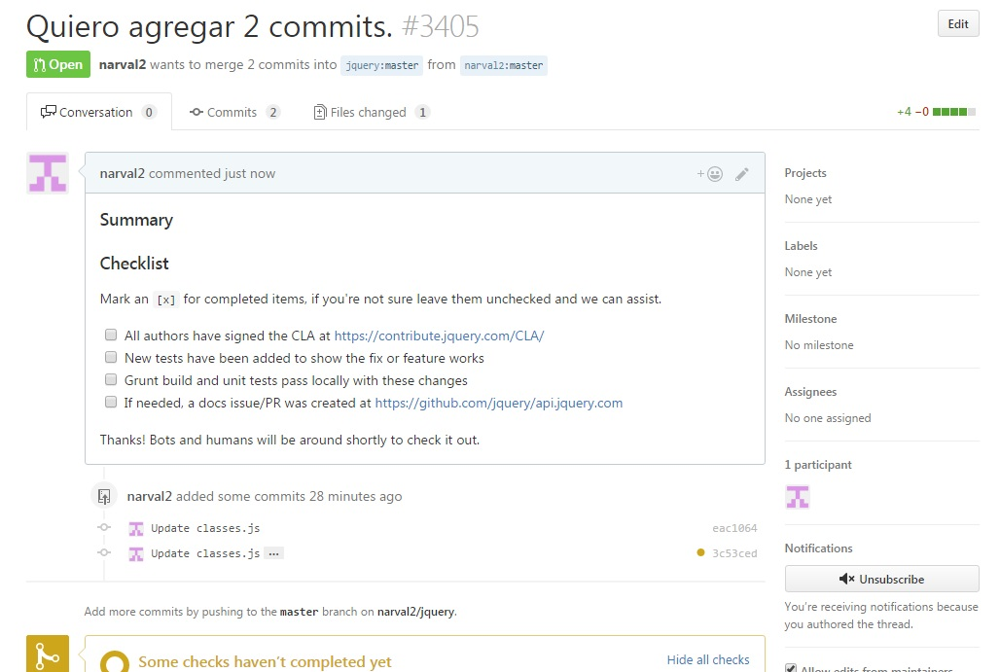 Quiero agregar 2 commits. #3405
Edit
Open narval2 wants to merge 2 commits into jquery:master from narval2:master
Conversation 0 Commits 2 Files changed 1 +4 −0
narval2 commented just now
+
Summary
Checklist
Mark an [x] for completed items, if you're not sure leave them unchecked and we can assist.
All authors have signed the CLA at https://contribute.jquery.com/CLA/
New tests have been added to show the fix or feature works
Grunt build and unit tests pass locally with these changes
If needed, a docs issue/PR was created at https://github.com/jquery/api.jquery.com
Thanks! Bots and humans will be around shortly to check it out.
narval2 added some commits 28 minutes ago
Update classes.js eac1064
Update classes.js ... 3c53ced
Add more commits by pushing to the master branch on narval2/jquery.
Some checks haven’t completed yet Hide all checks
Projects
None yet
Labels
None yet
Milestone
No milestone
Assignees
No one assigned
1 participant
Notifications
Unsubscribe
You’re receiving notifications because
you authored the thread.
Allow edits from maintainers